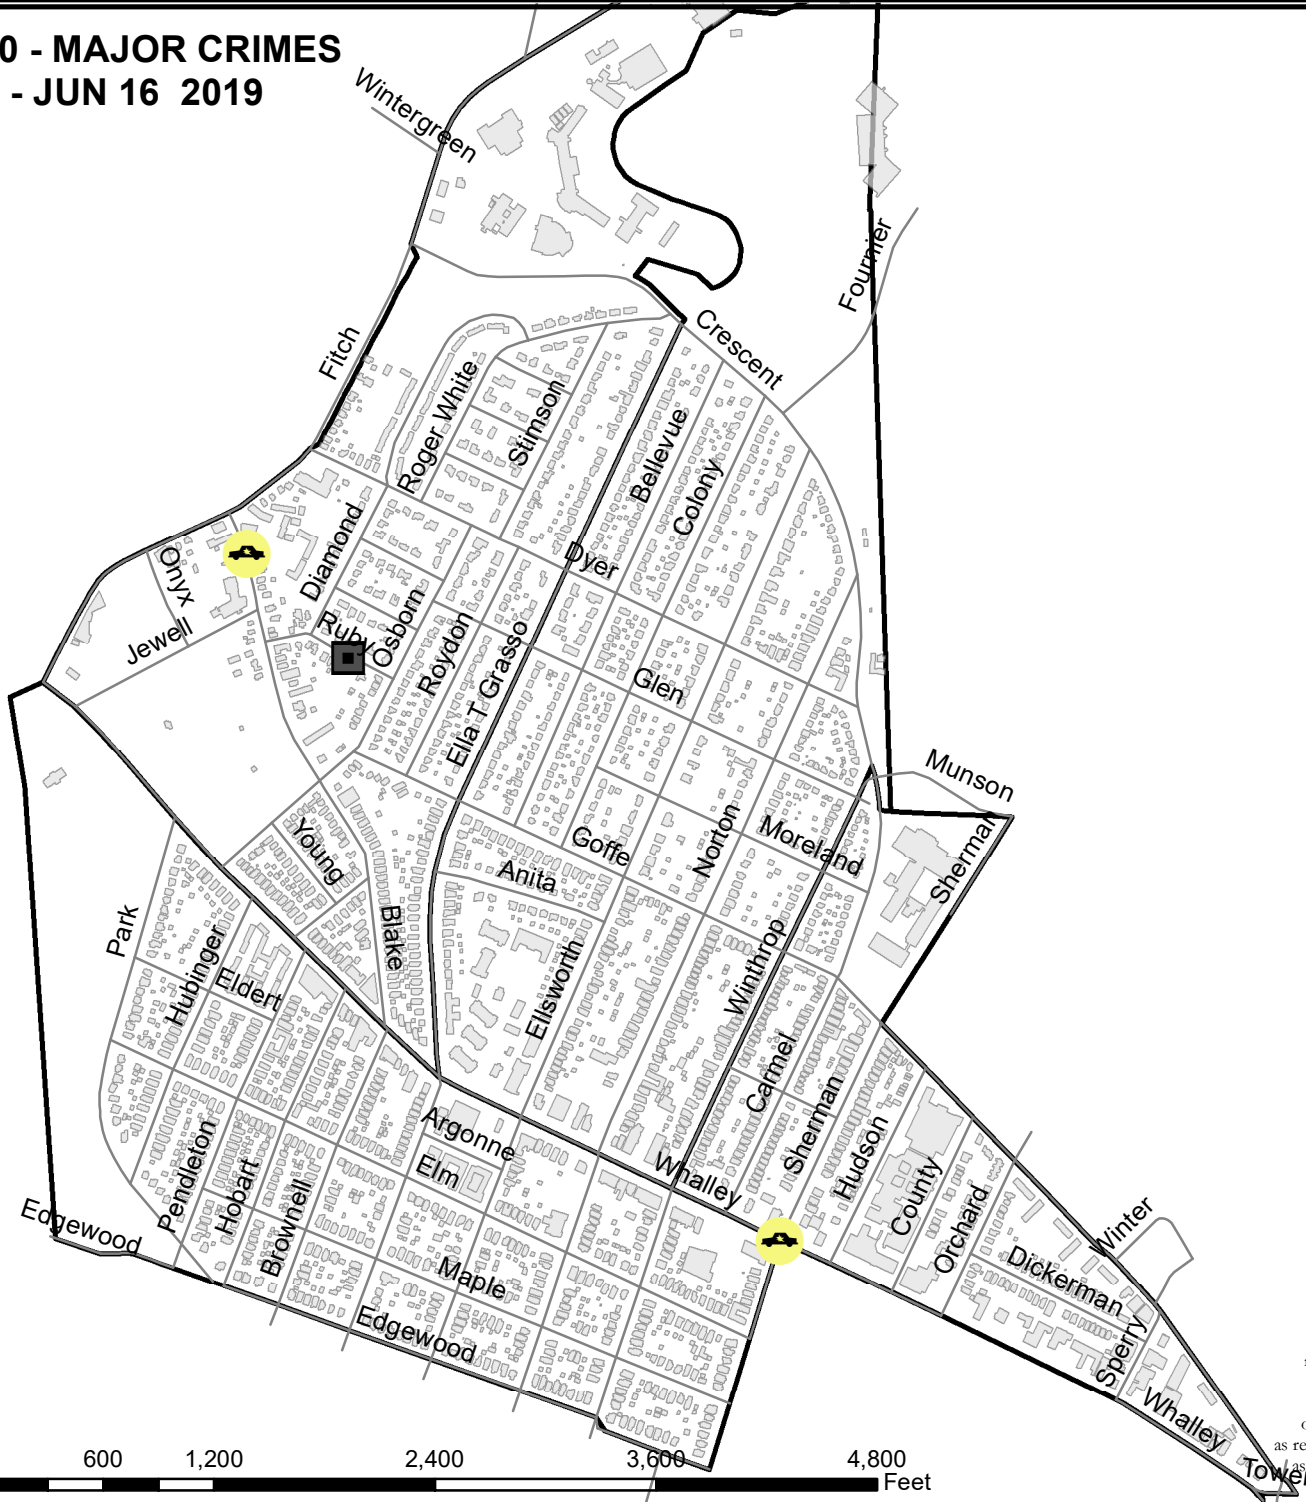 0 - MAJOR CRIMES
- JUN 16 2019
Wintergreen
Fournier
Crescent
Fitch
Roger White
Stimson
Bellevue
Colony
Diamond
Dyer
Onyx
Ruby
Osborn
Jewell
Roydon
Ella T Grasso
Glen
Munson
Sherman
Young
Goffe
Norton
Moreland
Anita
Park
Blake
Hubinger
Eldert
Ellsworth
Winthrop
Carmel
Sherman
Argonne
Elm
Whalley
Hudson
County
Orchard
Pendleton
Hobart
Brownell
Edgewood
Winter
Dickerman
Maple
Edgewood
Sperry
Whalley
as re
as
600 1,200 2,400 3,600 4,800
Feet